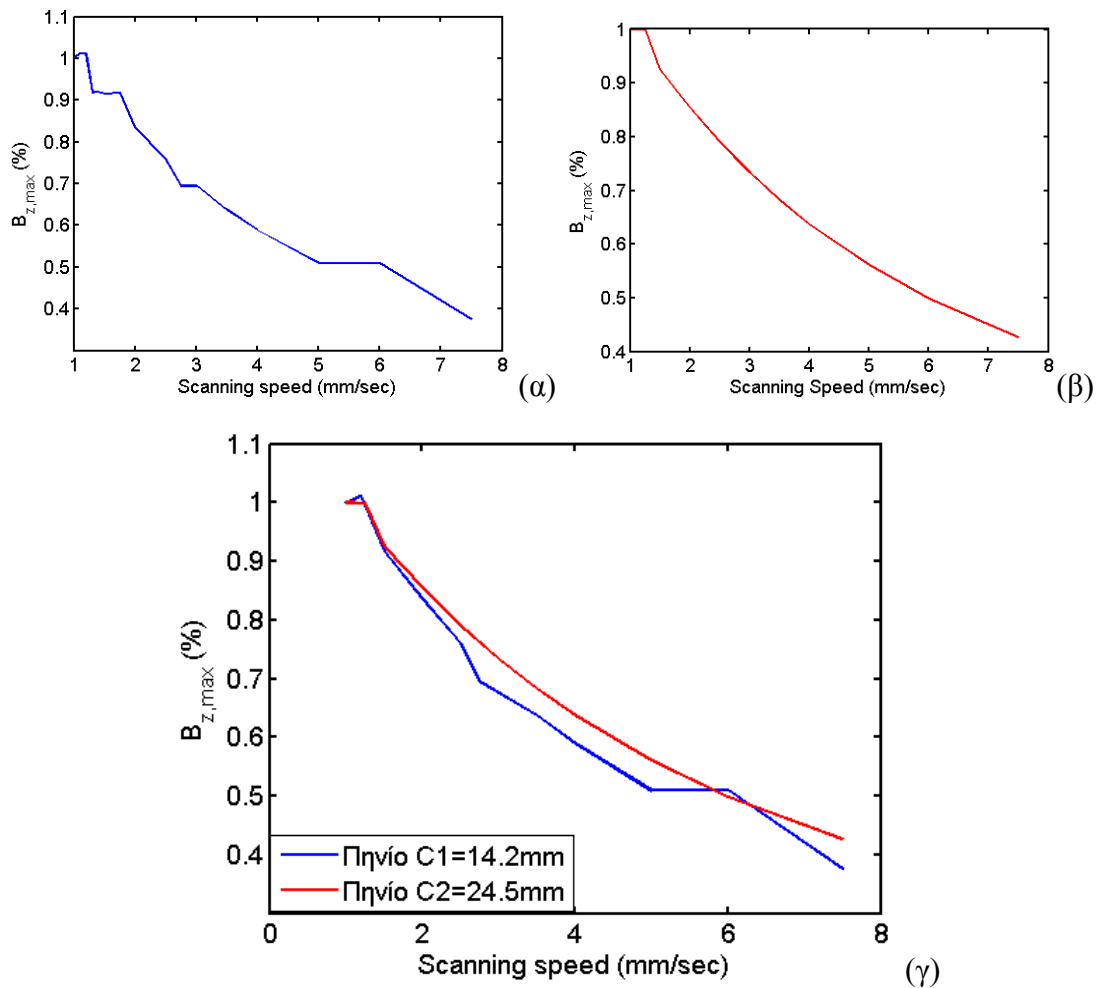 1.1
1
0.9
0.8
0.7
0.6
0.5
0.4
B_z,max (%)
1 2 3 4 5 6 7 8
Scanning speed (mm/sec)
(α)
1
0.9
0.8
0.7
0.6
0.5
0.4
B_z,max (%)
1 2 3 4 5 6 7 8
Scanning Speed (mm/sec)
(β)
1.1
1
0.9
0.8
0.7
0.6
0.5
0.4
B_z,max (%)
Πηνίο C1=14.2mm
Πηνίο C2=24.5mm
0 2 4 6 8
Scanning speed (mm/sec)
(γ)